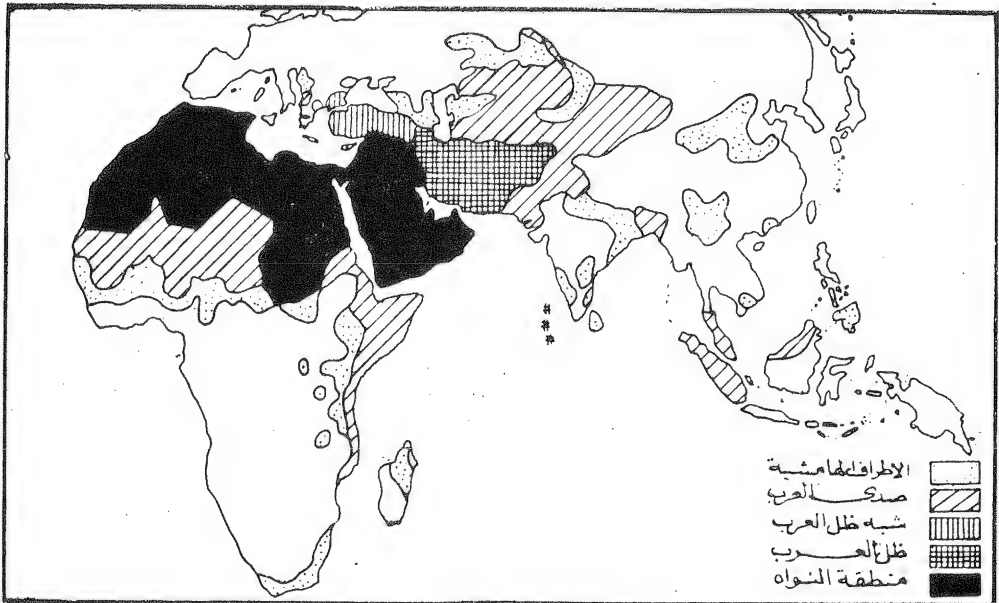 الاطراف الهامشية
صدى العرب
شبه ظل العرب
ظل العرب
منطقة النواه